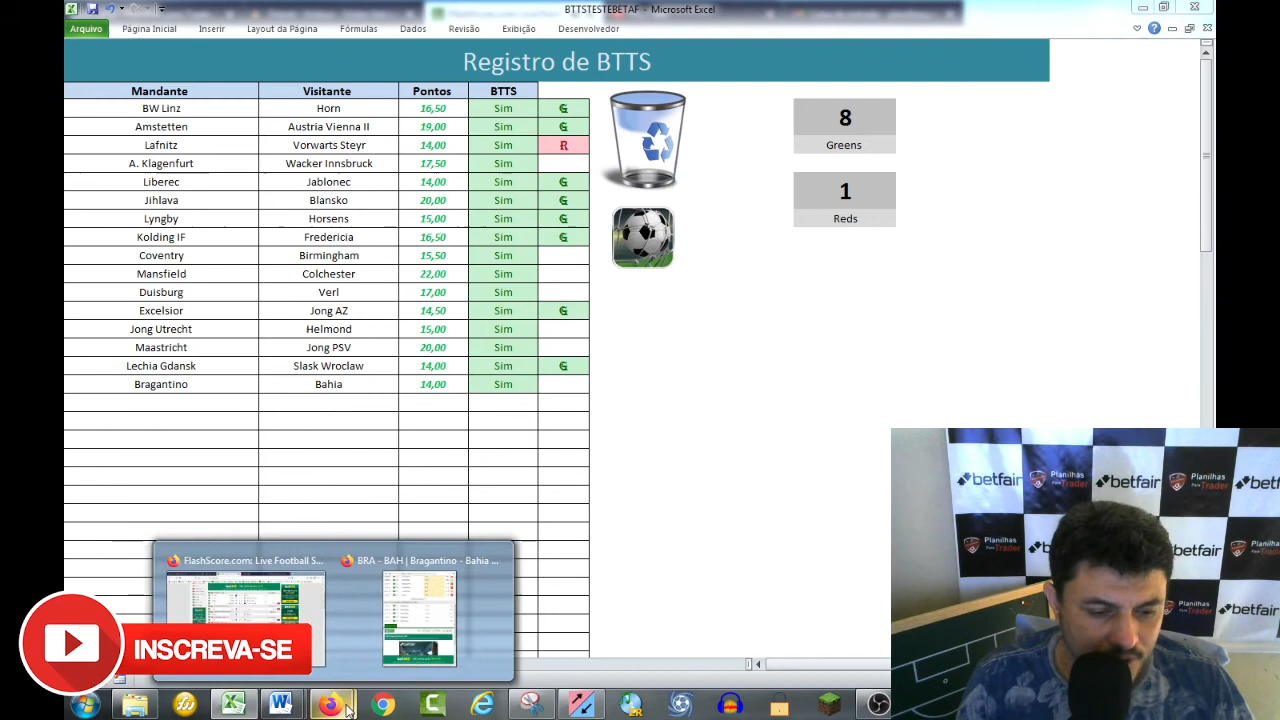 BTTSTESTEBETAF - Microsoft Excel
Arquivo Página Inicial Inserir Layout da Página Fórmulas Dados Revisão Exibição Desenvolvedor
Registro de BTTS
Mandante Visitante Pontos BTTS
BW Linz Horn 16,50 Sim G
Amstetten Austria Vienna II 19,00 Sim G
Lafnitz Vorwarts Steyr 14,00 Sim R
A. Klagenfurt Wacker Innsbruck 17,50 Sim
Liberec Jablonec 14,00 Sim G
Jihlava Blansko 20,00 Sim G
Lyngby Horsens 15,00 Sim G
Kolding IF Fredericia 16,50 Sim G
Coventry Birmingham 15,50 Sim
Mansfield Colchester 22,00 Sim
Duisburg Verl 17,00 Sim
Excelsior Jong AZ 14,50 Sim G
Jong Utrecht Helmond 15,00 Sim
Maastricht Jong PSV 20,00 Sim
Lechia Gdansk Slask Wroclaw 14,00 Sim G
Bragantino Bahia 14,00 Sim
8
Greens
1
Reds
FlashScore.com: Live Football S... BRA - BAH | Bragantino - Bahia ...
INSCREVA-SE
betfair Planilhas Para Trader betfair Planilhas Para Trader betfair
Planilhas Para Trader betfair Planilhas
betfair Planilhas
Trader betfair